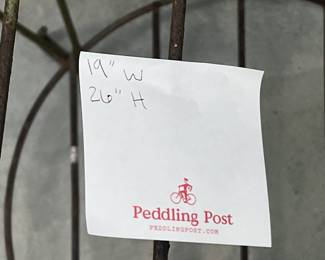 19" W
26" H
Peddling Post
PEDDLINGPOST.COM